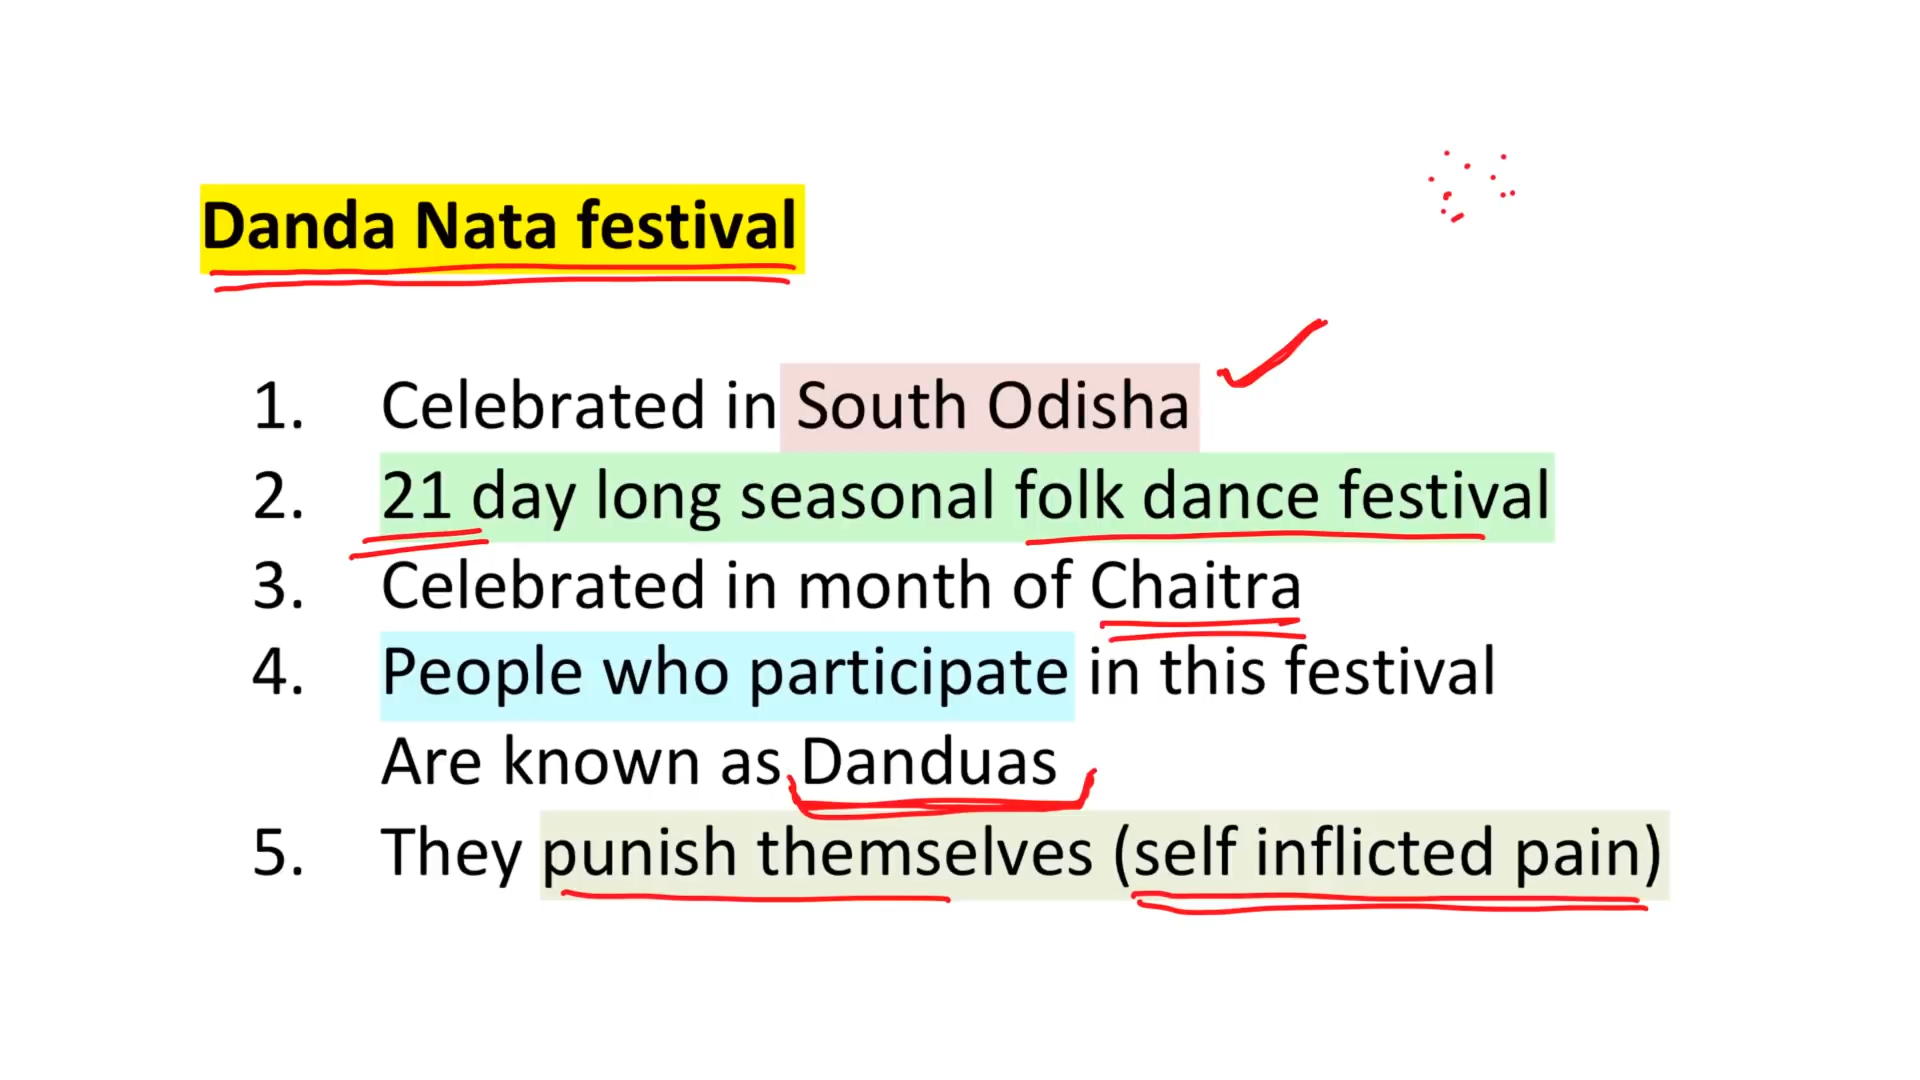 Danda Nata festival
1. Celebrated in South Odisha
2. 21 day long seasonal folk dance festival
3. Celebrated in month of Chaitra
4. People who participate in this festival
Are known as Danduas
5. They punish themselves (self inflicted pain)